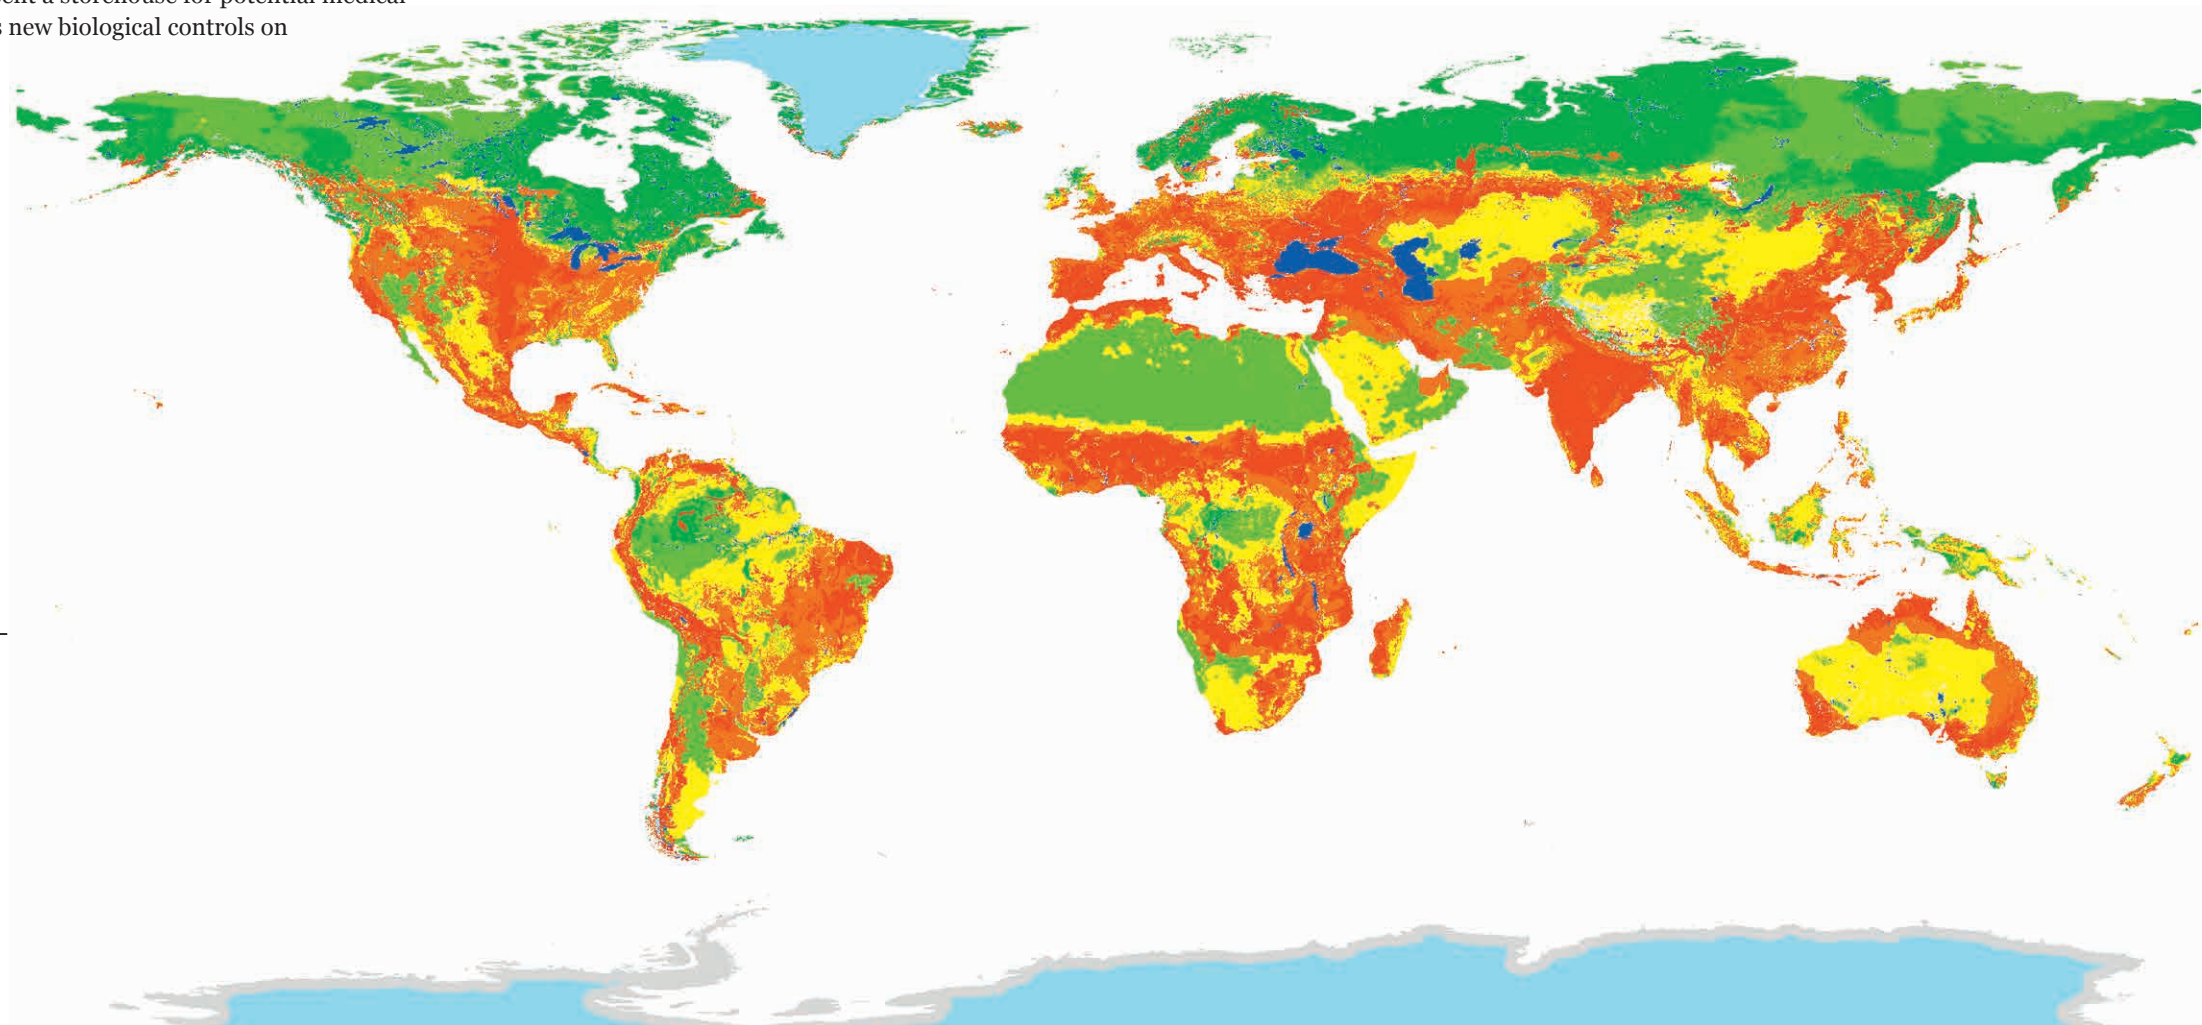 a storehouse for potential medical
new biological controls on